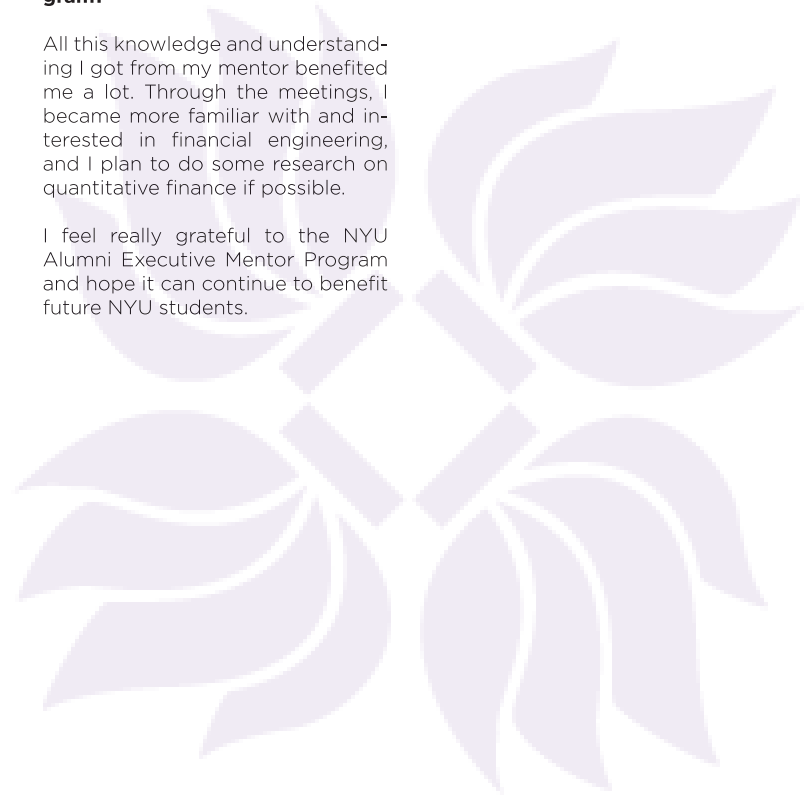 All this knowledge and understand-
ing I got from my mentor benefited
me a lot. Through the meetings, I
became more familiar with and in-
terested in financial engineering,
and I plan to do some research on
quantitative finance if possible.
I feel really grateful to the NYU
Alumni Executive Mentor Program
and hope it can continue to benefit
future NYU students.